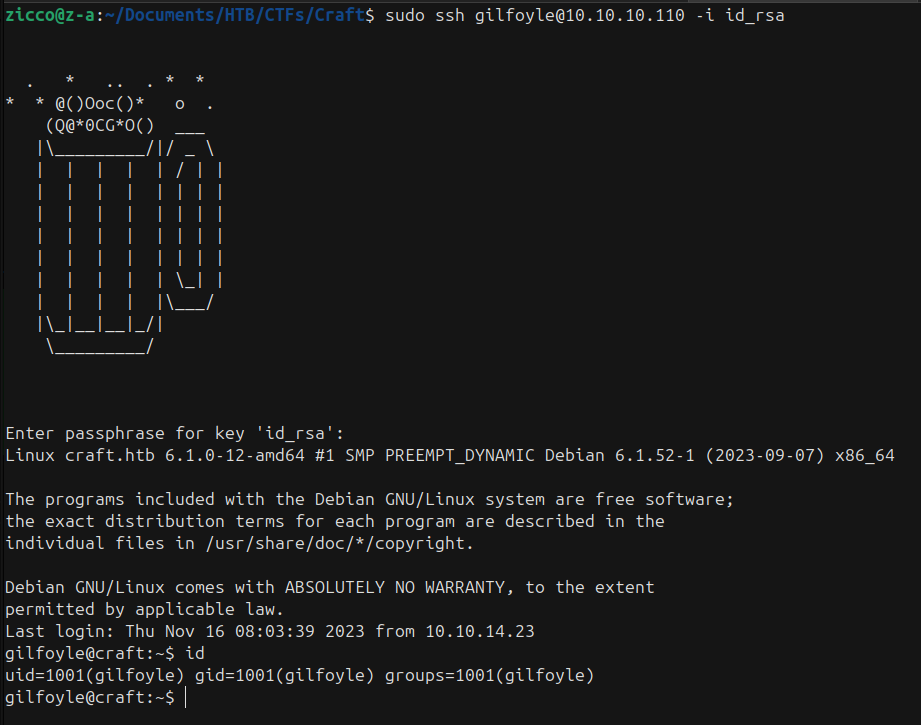 zicco@z-a:~/Documents/HTB/CTFs/Craft$ sudo ssh gilfoyle@10.10.10.110 -i id_rsa
  .   *   ..  . *  *
*  * @()Ooc()*   o  .
    (Q@*0CG*O()  ___
   |\_________/|/ _ \
   |  |  |  |  | / | |
   |  |  |  |  | | | |
   |  |  |  |  | | | |
   |  |  |  |  | | | |
   |  |  |  |  | | | |
   |  |  |  |  | \_| |
   |  |  |  |  |\___/
   |\_|__|__|_/|
    \_________/
Enter passphrase for key 'id_rsa':
Linux craft.htb 6.1.0-12-amd64 #1 SMP PREEMPT_DYNAMIC Debian 6.1.52-1 (2023-09-07) x86_64
The programs included with the Debian GNU/Linux system are free software;
the exact distribution terms for each program are described in the
individual files in /usr/share/doc/*/copyright.
Debian GNU/Linux comes with ABSOLUTELY NO WARRANTY, to the extent
permitted by applicable law.
Last login: Thu Nov 16 08:03:39 2023 from 10.10.14.23
gilfoyle@craft:~$ id
uid=1001(gilfoyle) gid=1001(gilfoyle) groups=1001(gilfoyle)
gilfoyle@craft:~$